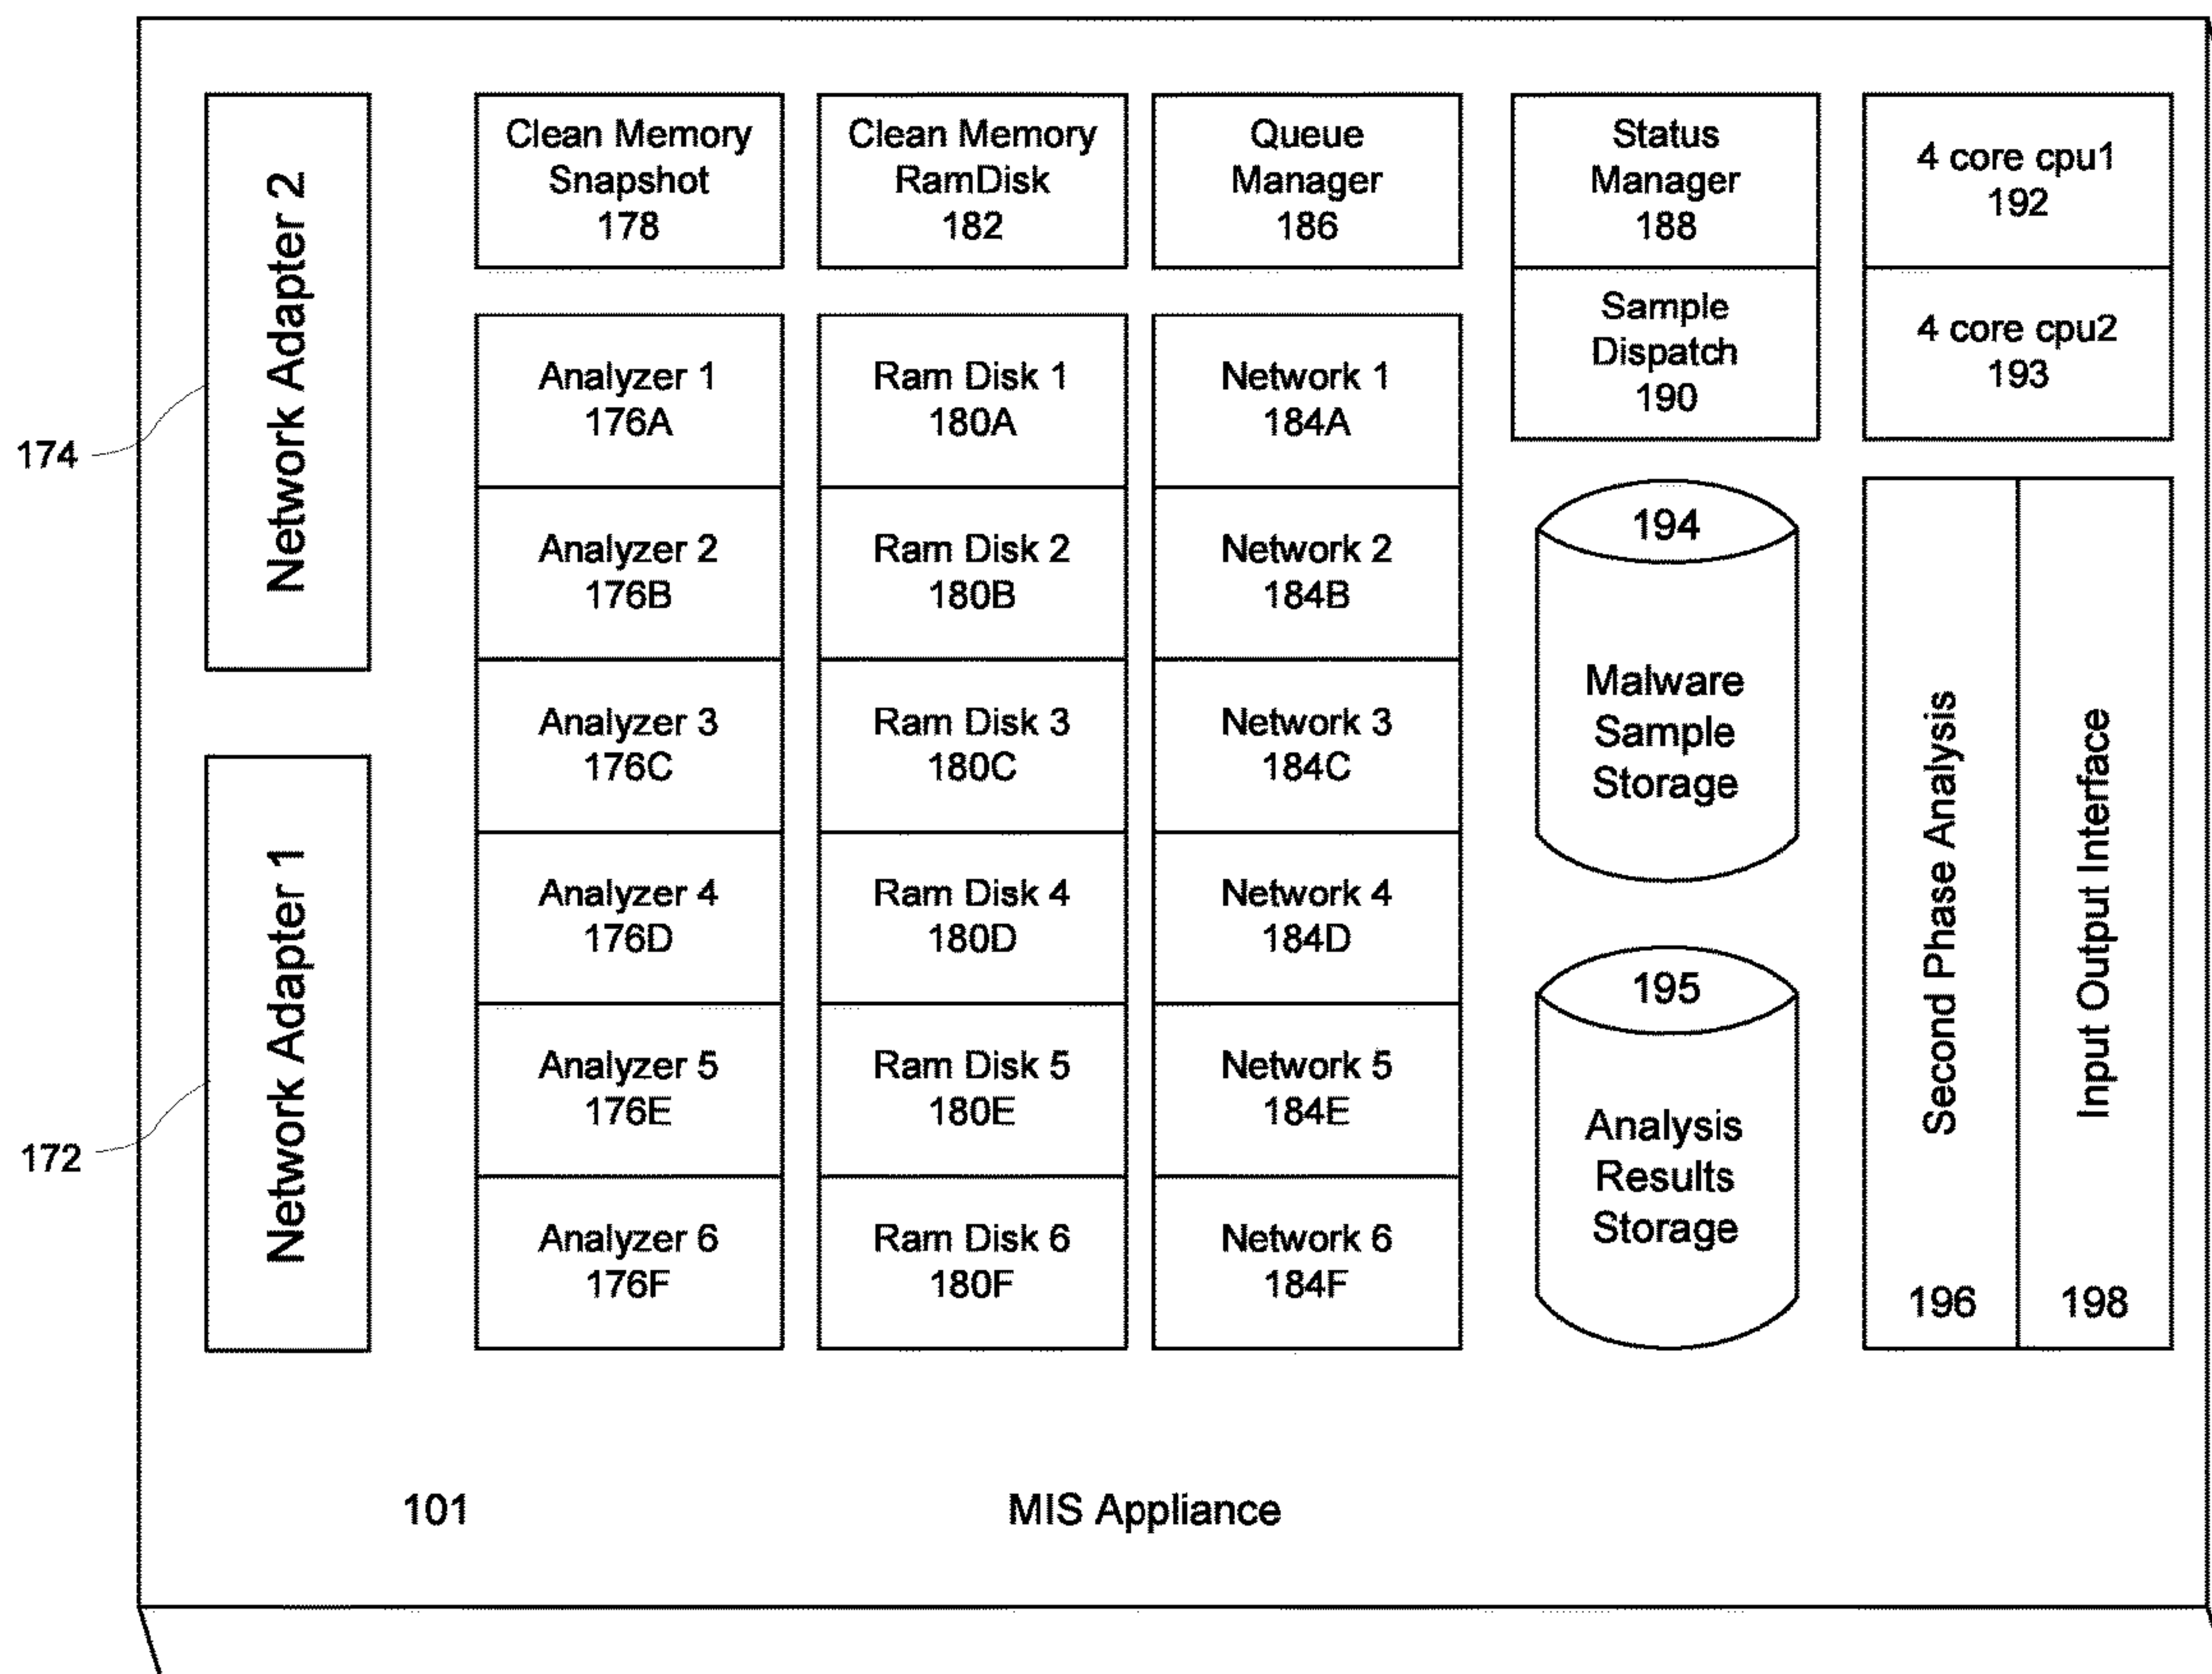 174
172
Network Adapter 2
Network Adapter 1
Clean Memory
Snapshot
178
Analyzer 1
176A
Analyzer 2
176B
Analyzer 3
176C
Analyzer 4
176D
Analyzer 5
176E
Analyzer 6
176F
Clean Memory
RamDisk
182
Ram Disk 1
180A
Ram Disk 2
180B
Ram Disk 3
180C
Ram Disk 4
180D
Ram Disk 5
180E
Ram Disk 6
180F
Queue
Manager
186
Network 1
184A
Network 2
184B
Network 3
184C
Network 4
184D
Network 5
184E
Network 6
184F
Status
Manager
188
Sample
Dispatch
190
194
Malware
Sample
Storage
195
Analysis
Results
Storage
4 core cpu1
192
4 core cpu2
193
Second Phase Analysis
196
Input Output Interface
198
101
MIS Appliance